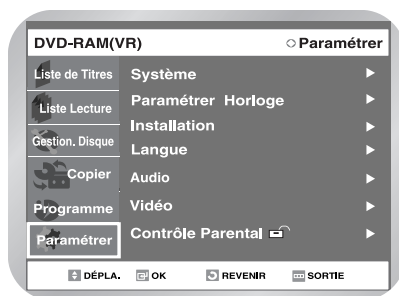 DVD-RAM(VR) Paramétrer
Liste de Titres
Liste Lecture
Gestion. Disque
Copier
Programme
Paramétrer
Système
Paramétrer Horloge
Installation
Langue
Audio
Vidéo
Contrôle Parental
DÉPLA. OK REVENIR SORTIE